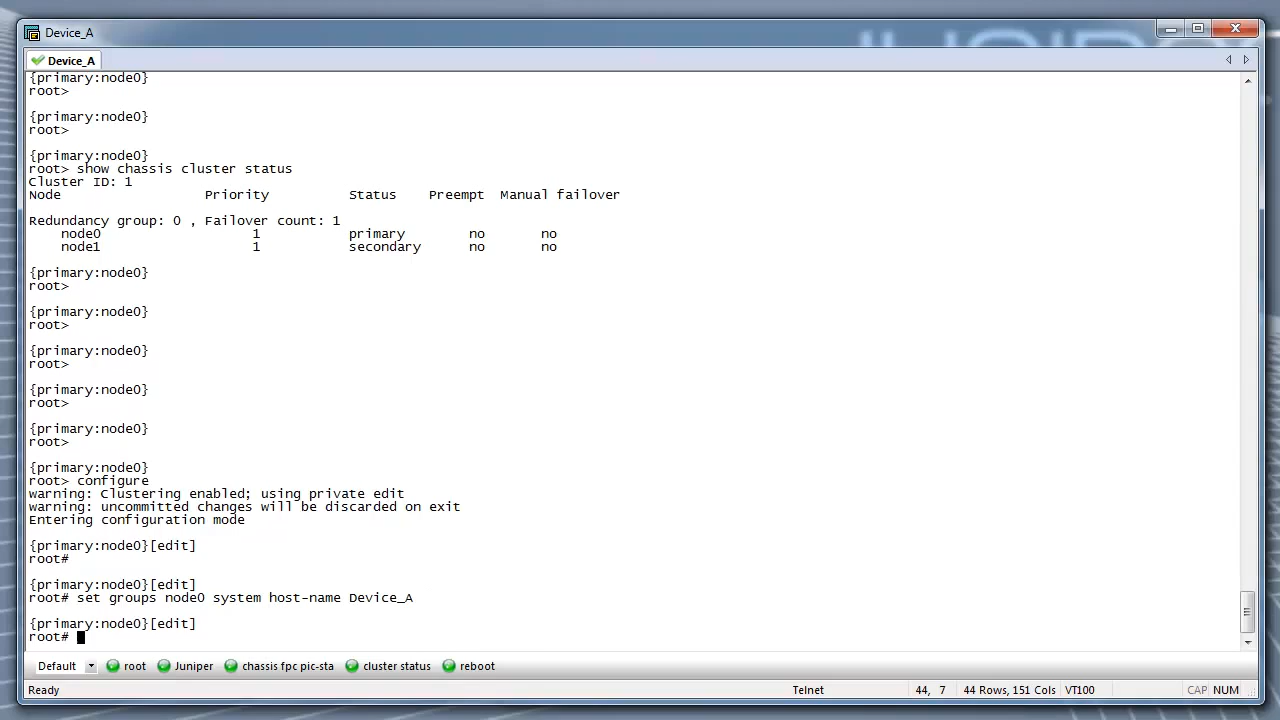 Device_A
Device_A
{primary:node0}
root>
{primary:node0}
root>
{primary:node0}
root> show chassis cluster status
Cluster ID: 1
Node Priority Status Preempt Manual failover
Redundancy group: 0 , Failover count: 1
node0 1 primary no no
node1 1 secondary no no
{primary:node0}
root>
{primary:node0}
root>
{primary:node0}
root>
{primary:node0}
root>
{primary:node0}
root>
{primary:node0}
root> configure
warning: Clustering enabled; using private edit
warning: uncommitted changes will be discarded on exit
Entering configuration mode
{primary:node0}[edit]
root#
{primary:node0}[edit]
root# set groups node0 system host-name Device_A
{primary:node0}[edit]
root#
Default root Juniper chassis fpc pic-sta cluster status reboot
Ready Telnet 44, 7 44 Rows, 151 Cols VT100 CAP NUM